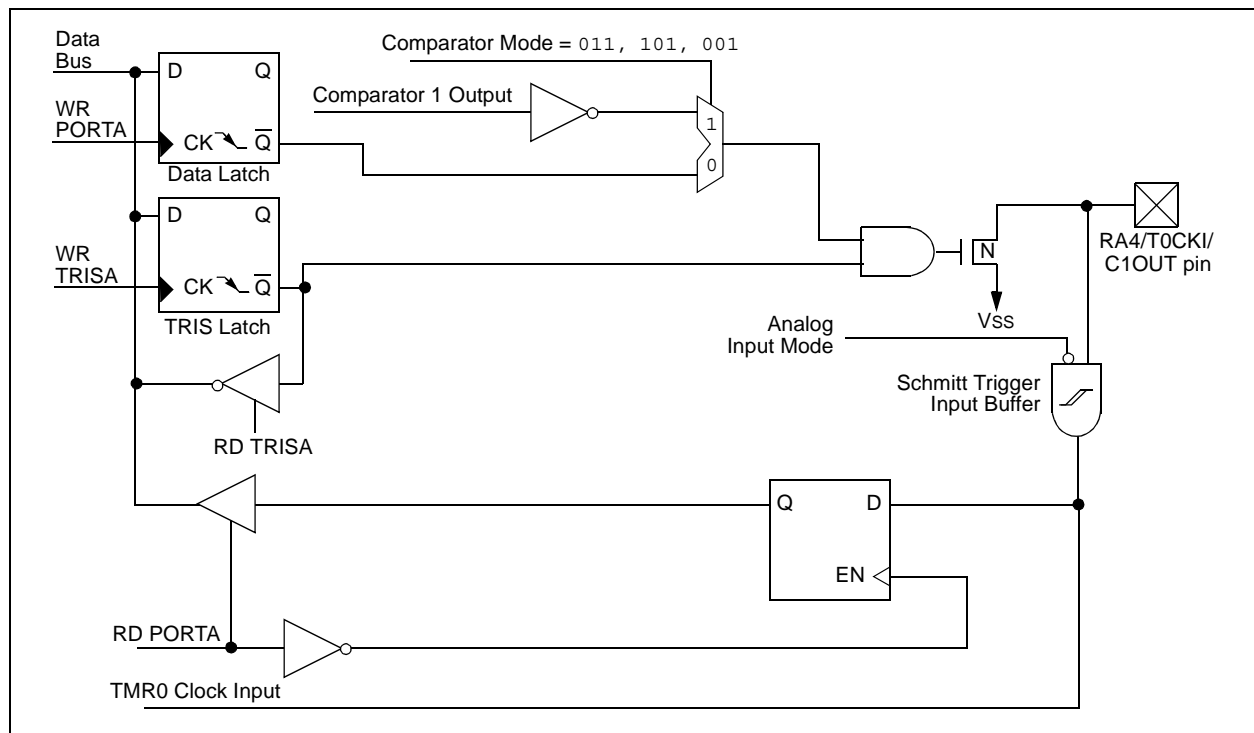 Data
Bus
Comparator Mode = 011, 101, 001
D Q
Comparator 1 Output
WR
PORTA
CK Q̅
1
0
Data Latch
D Q
WR
TRISA
CK Q̅
TRIS Latch
N
RA4/T0CKI/
C1OUT pin
VSS
Analog
Input Mode
Schmitt Trigger
Input Buffer
RD TRISA
Q D
EN
RD PORTA
TMR0 Clock Input